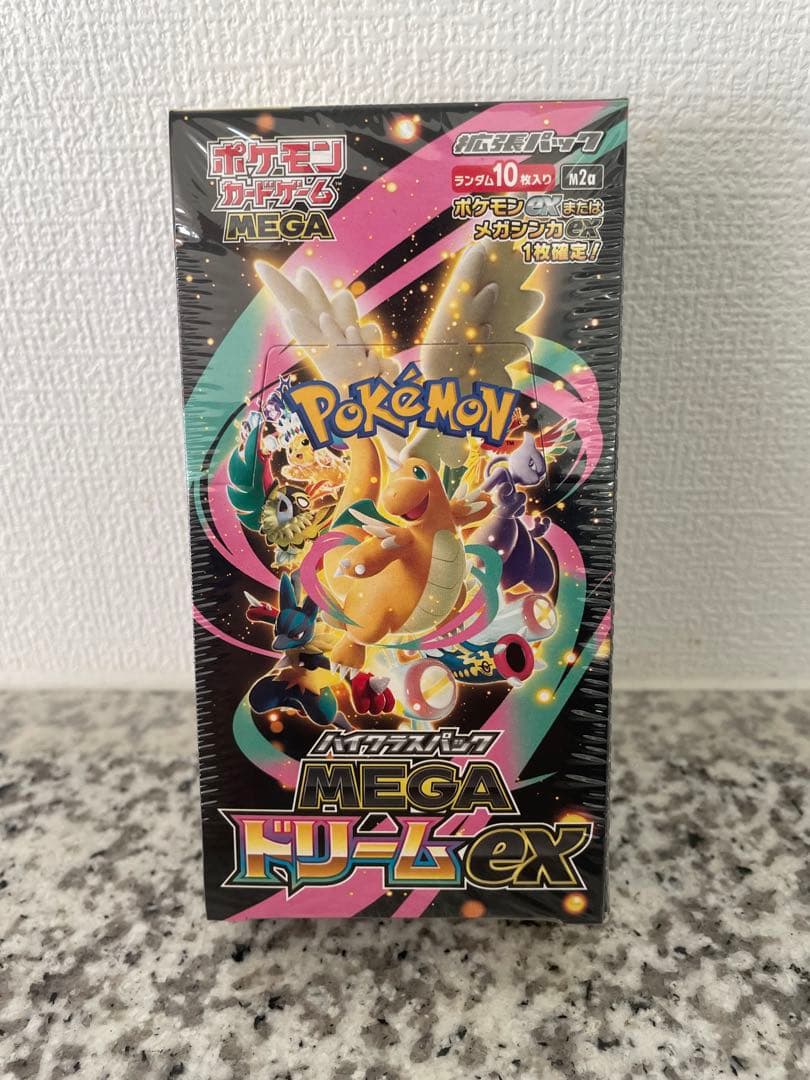 ポケモン
カードゲーム™
MEGA
拡張パック
ランダム10枚入り M2a
ポケモンexまたは
メガシンカex
1枚確定!
POKÉMON™
ハイクラスパック
MEGA
ドリームex